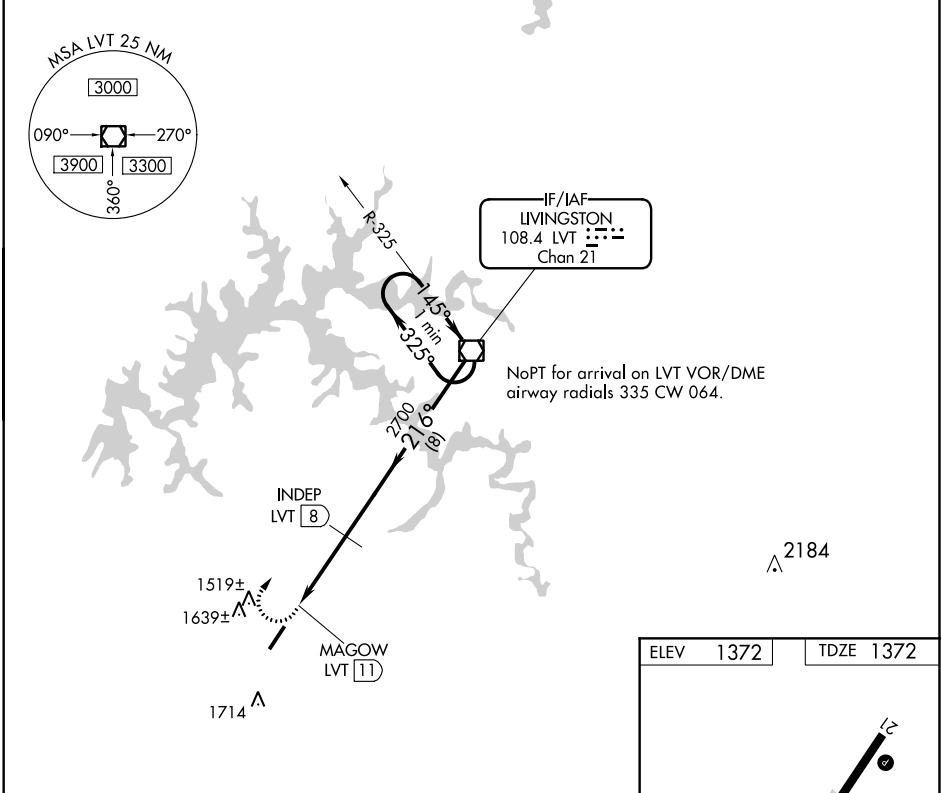 MSA LVT 25 NM
3000
090°
270°
3900
3300
360°
IF/IAF
LIVINGSTON
108.4 LVT
Chan 21
R-325
145°
1 min
325°
NoPT for arrival on LVT VOR/DME
airway radials 335 CW 064.
2700
216°
(8)
INDEP
LVT 8
2184
1519±
1639±
MAGOW
LVT 11
1714
ELEV 1372
TDZE 1372
21
P